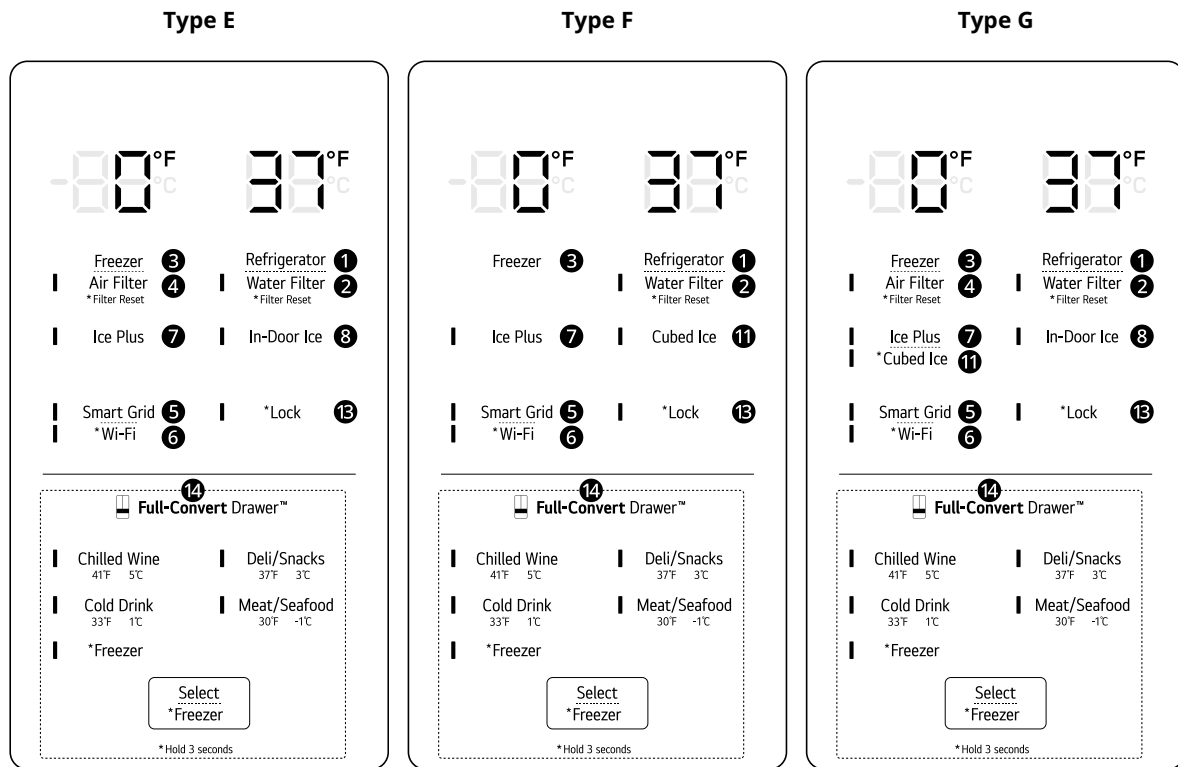 Type E
0 °F 37 °F
°C °C
Freezer 3 Refrigerator 1
Air Filter 4 Water Filter 2
*Filter Reset *Filter Reset
Ice Plus 7 In-Door Ice 8
Smart Grid 5 *Lock 13
*Wi-Fi 6
14
Full-Convert Drawer™
Chilled Wine Deli/Snacks
41°F 5°C 37°F 3°C
Cold Drink Meat/Seafood
33°F 1°C 30°F -1°C
*Freezer
Select
*Freezer
*Hold 3 seconds
Type F
0 °F 37 °F
°C °C
Freezer 3 Refrigerator 1
Water Filter 2
*Filter Reset
Ice Plus 7 Cubed Ice 11
Smart Grid 5 *Lock 13
*Wi-Fi 6
14
Full-Convert Drawer™
Chilled Wine Deli/Snacks
41°F 5°C 37°F 3°C
Cold Drink Meat/Seafood
33°F 1°C 30°F -1°C
*Freezer
Select
*Freezer
*Hold 3 seconds
Type G
0 °F 37 °F
°C °C
Freezer 3 Refrigerator 1
Air Filter 4 Water Filter 2
*Filter Reset *Filter Reset
Ice Plus 7 In-Door Ice 8
*Cubed Ice 11
Smart Grid 5 *Lock 13
*Wi-Fi 6
14
Full-Convert Drawer™
Chilled Wine Deli/Snacks
41°F 5°C 37°F 3°C
Cold Drink Meat/Seafood
33°F 1°C 30°F -1°C
*Freezer
Select
*Freezer
*Hold 3 seconds